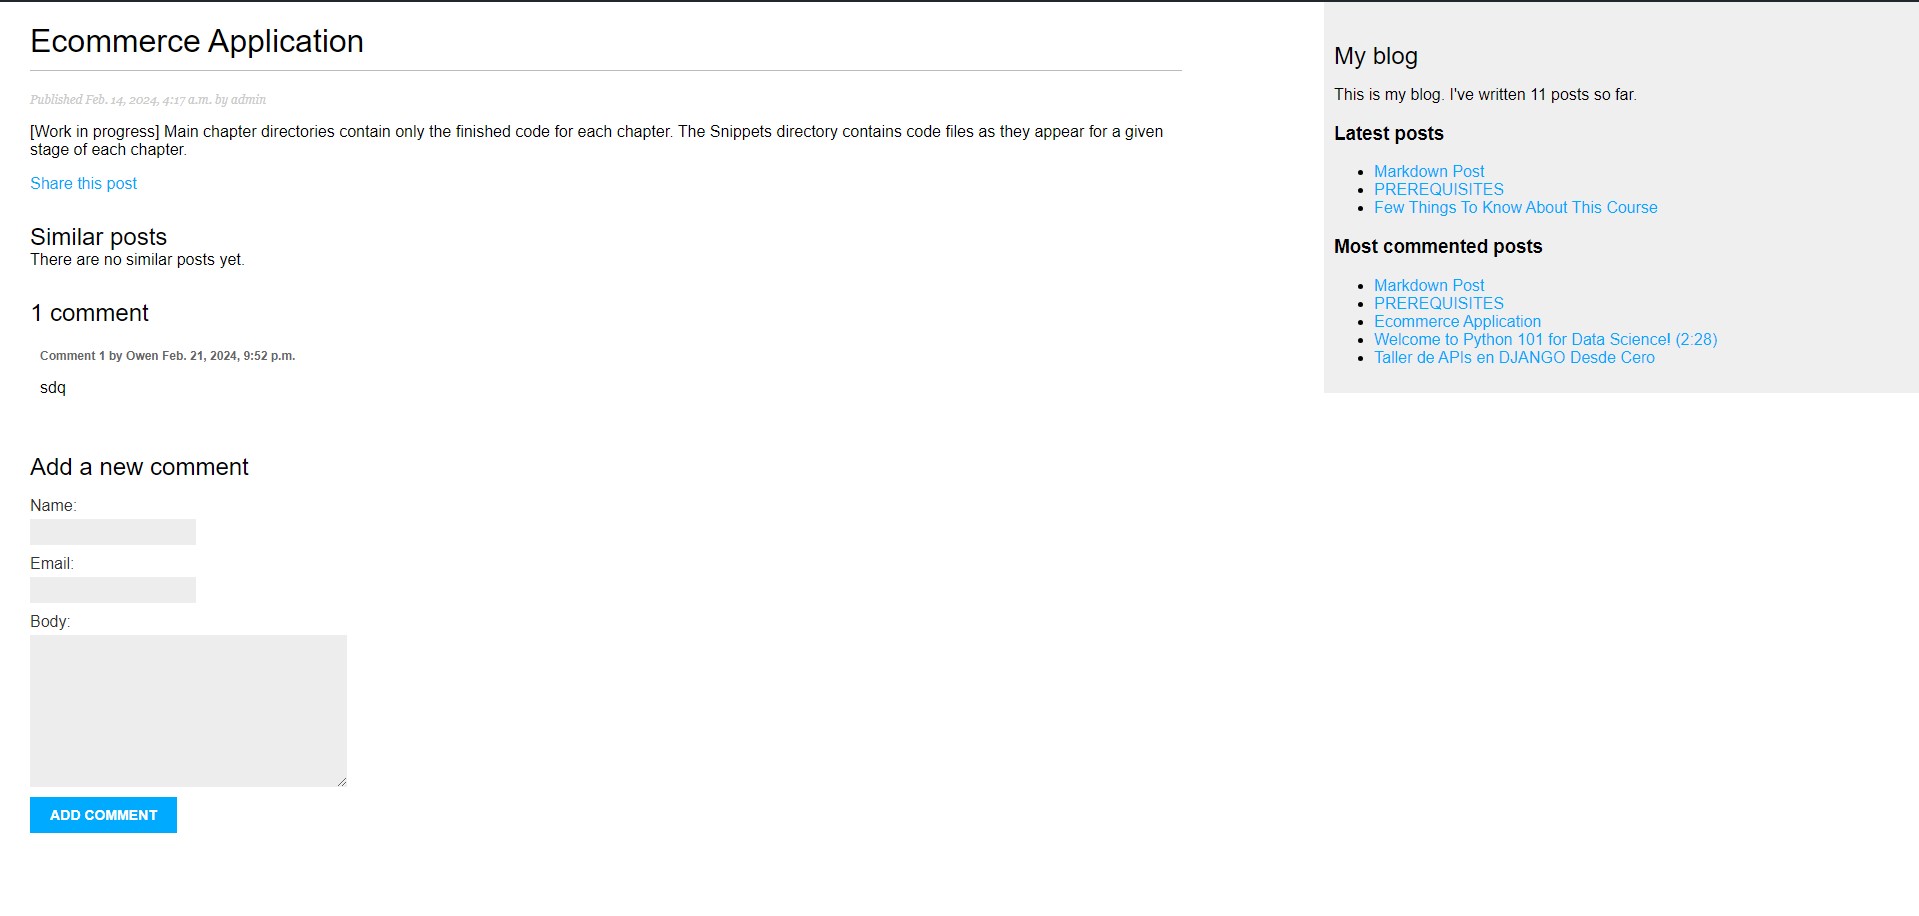 Ecommerce Application
Published Feb. 14, 2024, 4:17 a.m. by admin
[Work in progress] Main chapter directories contain only the finished code for each chapter. The Snippets directory contains code files as they appear for a given
stage of each chapter.
Share this post
Similar posts
There are no similar posts yet.
1 comment
Comment 1 by Owen Feb. 21, 2024, 9:52 p.m.
sdq
Add a new comment
Name:
Email:
Body:
ADD COMMENT
My blog
This is my blog. I've written 11 posts so far.
Latest posts
Markdown Post
PREREQUISITES
Few Things To Know About This Course
Most commented posts
Markdown Post
PREREQUISITES
Ecommerce Application
Welcome to Python 101 for Data Science! (2:28)
Taller de APIs en DJANGO Desde Cero